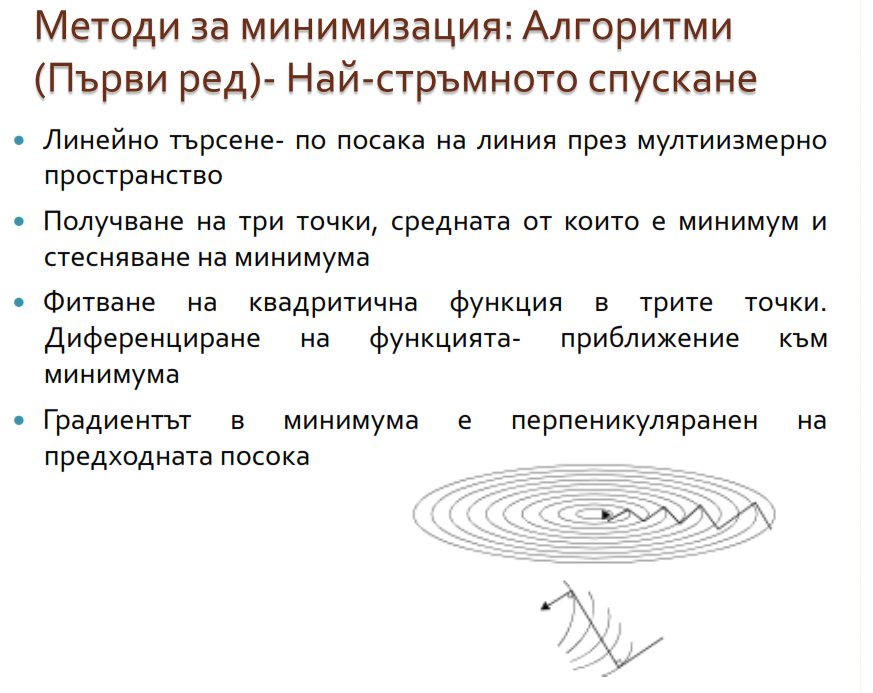 Методи за минимизация: Алгоритми
(Първи ред)- Най-стръмното спускане
• Линейно търсене- по посака на линия през мултиизмерно
пространство
• Получване на три точки, средната от които е минимум и
стесняване на минимума
• Фитване на квадритична функция в трите точки.
Диференциране на функцията- приближение към
минимума
• Градиентът в минимума е перпеникуляранен на
предходната посока